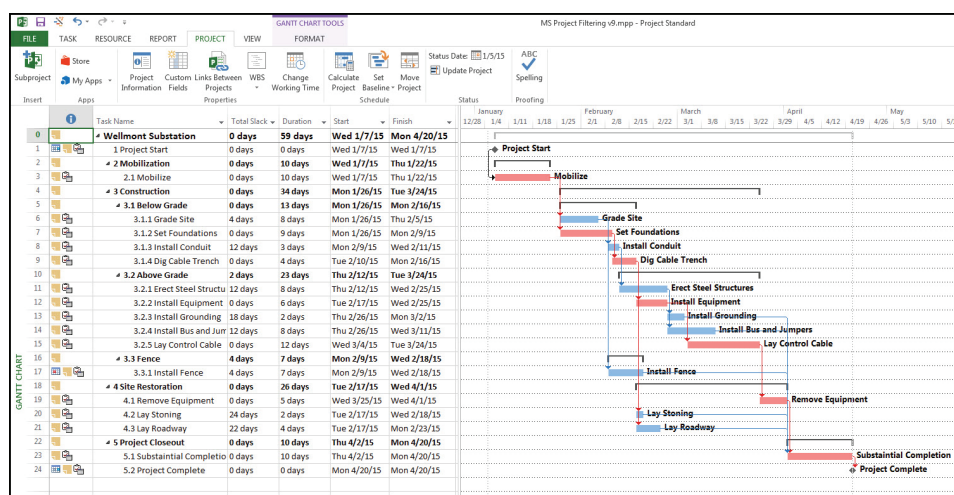 GANTT CHART TOOLS
MS Project Filtering v9.mpp - Project Standard
FILE TASK RESOURCE REPORT PROJECT VIEW FORMAT
Subproject
Store
My Apps
Project Information
Custom Fields
Links Between Projects
WBS
Change Working Time
Calculate Project
Set Baseline
Move Project
Status Date: 1/5/15
Update Project
ABC
Spelling
Insert Apps Properties Schedule Status Proofing
Task Name Total Slack Duration Start Finish
January February March April May
12/28 1/4 1/11 1/18 1/25 2/1 2/8 2/15 2/22 3/1 3/8 3/15 3/22 3/29 4/5 4/12 4/19 4/26 5/3 5/10
0 Wellmont Substation 0 days 59 days Wed 1/7/15 Mon 4/20/15
1 1 Project Start 0 days 0 days Wed 1/7/15 Wed 1/7/15 Project Start
2 2 Mobilization 0 days 10 days Wed 1/7/15 Thu 1/22/15
3 2.1 Mobilize 0 days 10 days Wed 1/7/15 Thu 1/22/15 Mobilize
4 3 Construction 0 days 34 days Mon 1/26/15 Tue 3/24/15
5 3.1 Below Grade 0 days 13 days Mon 1/26/15 Mon 2/16/15
6 3.1.1 Grade Site 4 days 8 days Mon 1/26/15 Thu 2/5/15 Grade Site
7 3.1.2 Set Foundations 0 days 9 days Mon 1/26/15 Mon 2/9/15 Set Foundations
8 3.1.3 Install Conduit 12 days 3 days Mon 2/9/15 Wed 2/11/15 Install Conduit
9 3.1.4 Dig Cable Trench 0 days 4 days Tue 2/10/15 Mon 2/16/15 Dig Cable Trench
10 3.2 Above Grade 2 days 23 days Thu 2/12/15 Tue 3/24/15
11 3.2.1 Erect Steel Structu 12 days 8 days Thu 2/12/15 Wed 2/25/15 Erect Steel Structures
12 3.2.2 Install Equipment 0 days 6 days Tue 2/17/15 Wed 2/25/15 Install Equipment
13 3.2.3 Install Grounding 18 days 2 days Thu 2/26/15 Mon 3/2/15 Install Grounding
14 3.2.4 Install Bus and Jum 12 days 8 days Thu 2/26/15 Wed 3/11/15 Install Bus and Jumpers
15 3.2.5 Lay Control Cable 0 days 12 days Wed 3/4/15 Tue 3/24/15 Lay Control Cable
16 3.3 Fence 4 days 7 days Mon 2/9/15 Wed 2/18/15
17 3.3.1 Install Fence 4 days 7 days Mon 2/9/15 Wed 2/18/15 Install Fence
18 4 Site Restoration 0 days 26 days Tue 2/17/15 Wed 4/1/15
19 4.1 Remove Equipment 0 days 5 days Wed 3/25/15 Wed 4/1/15 Remove Equipment
20 4.2 Lay Stoning 24 days 2 days Tue 2/17/15 Wed 2/18/15 Lay Stoning
21 4.3 Lay Roadway 22 days 4 days Tue 2/17/15 Mon 2/23/15 Lay Roadway
22 5 Project Closeout 0 days 10 days Thu 4/2/15 Mon 4/20/15
23 5.1 Substaintial Completio 0 days 10 days Thu 4/2/15 Mon 4/20/15 Substaintial Completion
24 5.2 Project Complete 0 days 0 days Mon 4/20/15 Mon 4/20/15 Project Complete
GANTT CHART